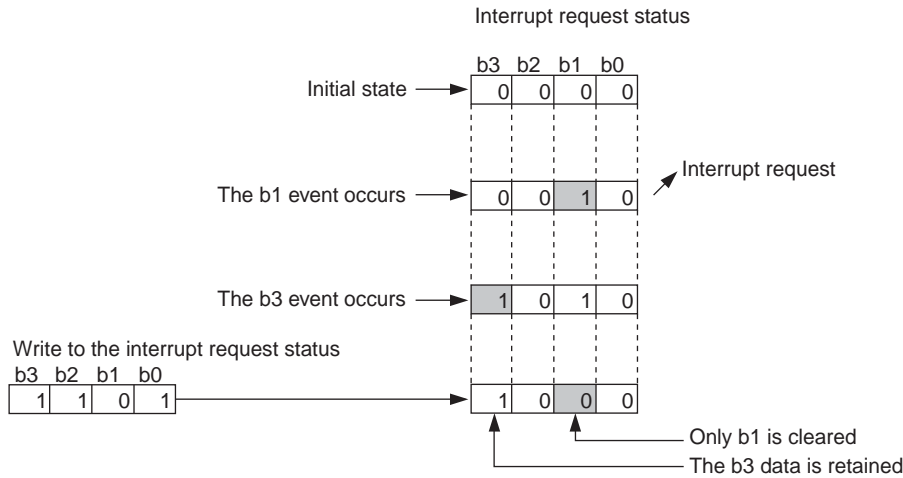 Interrupt request status
b3 b2 b1 b0
Initial state 0 0 0 0
Interrupt request
The b1 event occurs 0 0 1 0
The b3 event occurs 1 0 1 0
Write to the interrupt request status
b3 b2 b1 b0
1 1 0 1 1 0 0 0
Only b1 is cleared
The b3 data is retained